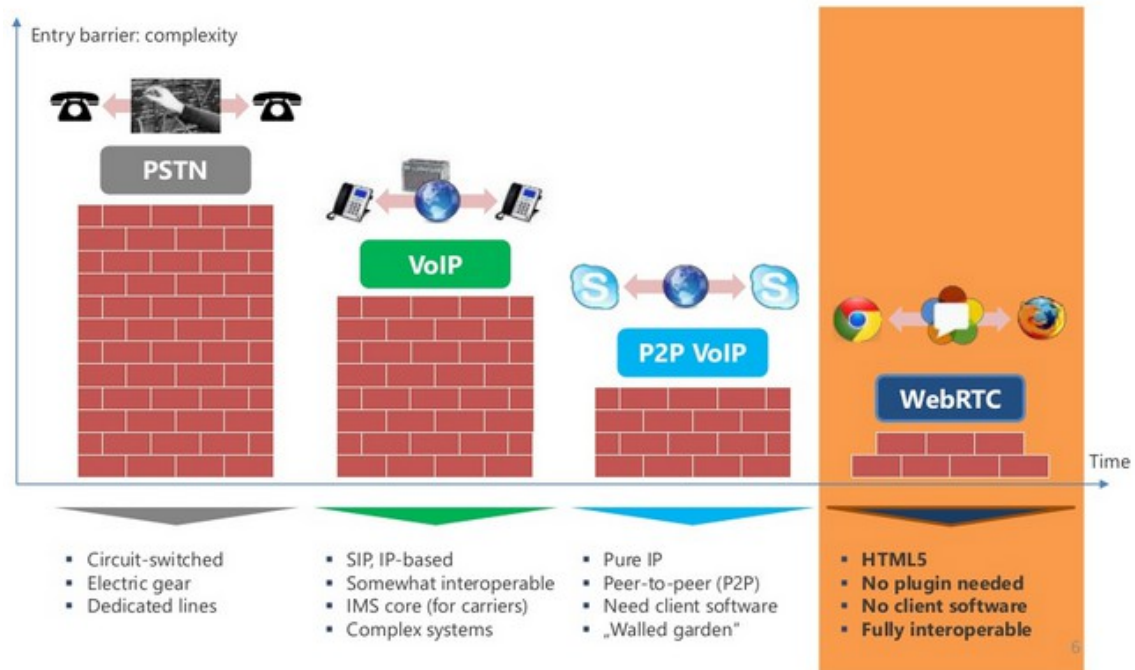 Entry barrier: complexity
PSTN
VoIP
P2P VoIP
WebRTC
Time
▪ Circuit-switched
▪ Electric gear
▪ Dedicated lines
▪ SIP, IP-based
▪ Somewhat interoperable
▪ IMS core (for carriers)
▪ Complex systems
▪ Pure IP
▪ Peer-to-peer (P2P)
▪ Need client software
▪ „Walled garden“
▪ HTML5
▪ No plugin needed
▪ No client software
▪ Fully interoperable
6